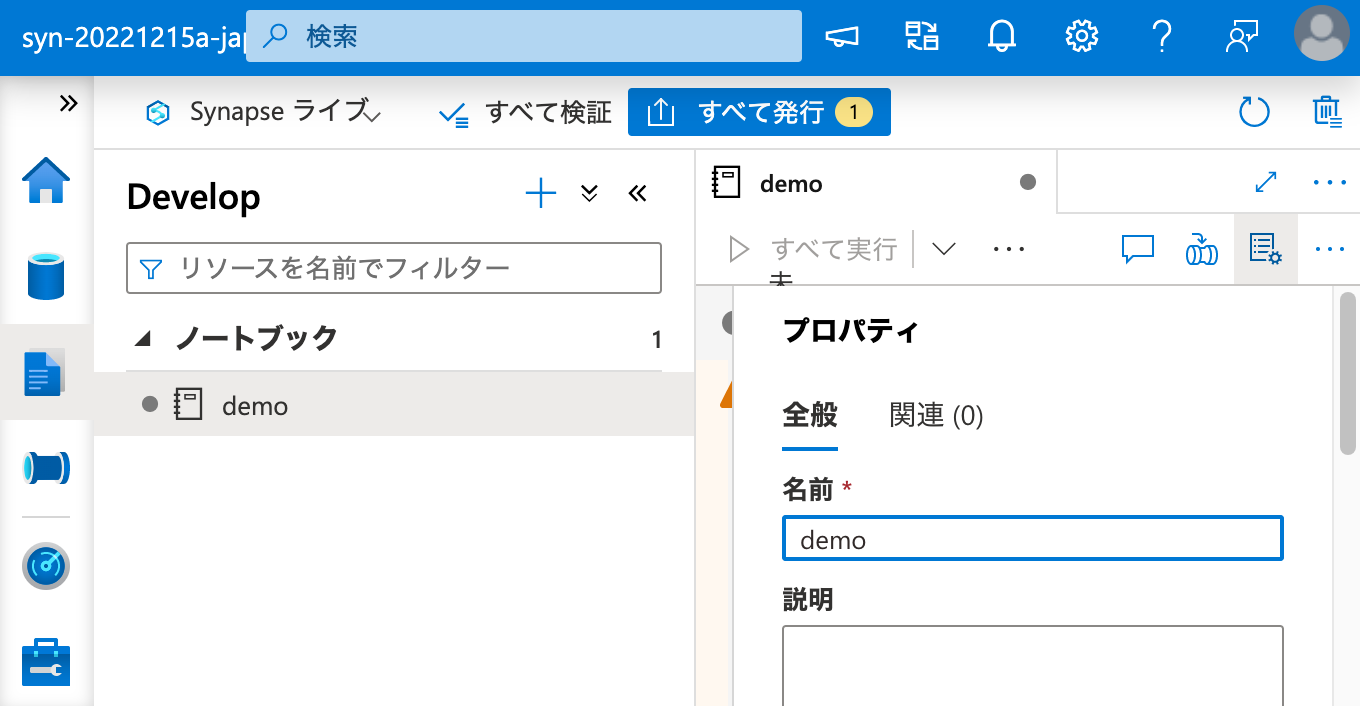 syn-20221215a-jap
検索
Synapse ライブ
すべて検証
すべて発行 1
Develop
リソースを名前でフィルター
ノートブック 1
demo
demo
すべて実行
プロパティ
全般 関連 (0)
名前 *
demo
説明